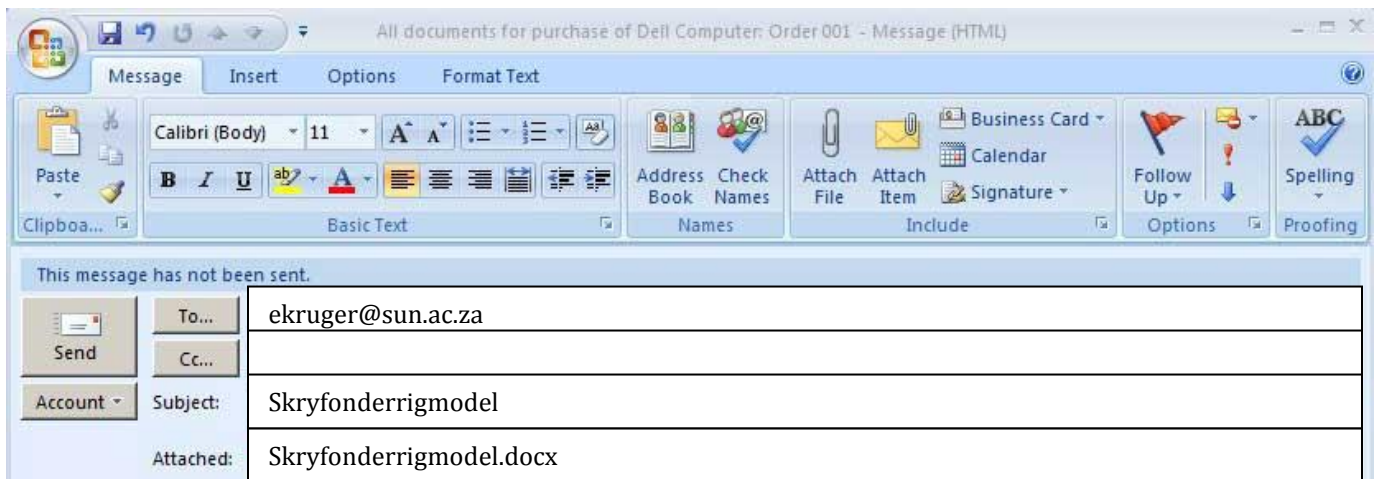 All documents for purchase of Dell Computer: Order 001 - Message (HTML)
Message Insert Options Format Text
Calibri (Body) 11 A A Business Card
Calendar
Paste B I U ab A Address Book Check Names Attach File Attach Item Signature Follow Up ABC Spelling
Clipboa... Basic Text Names Include Options Proofing
This message has not been sent.
To... ekruger@sun.ac.za
Send
Cc...
Account Subject: Skryfonderrigmodel
Attached: Skryfonderrigmodel.docx